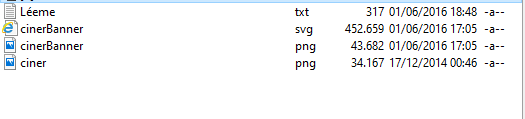 Léeme txt 317 01/06/2016 18:48 -a--
cinerBanner svg 452.659 01/06/2016 17:05 -a--
cinerBanner png 43.682 01/06/2016 17:05 -a--
ciner png 34.167 17/12/2014 00:46 -a--